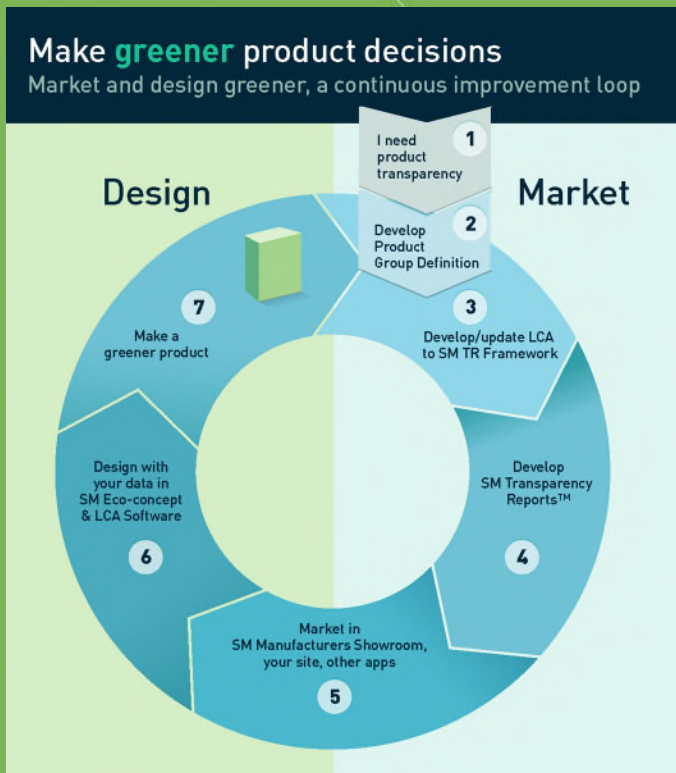 Make greener product decisions
Market and design greener, a continuous improvement loop
Design
Market
I need
product
transparency
1
Develop
Product
Group Definition
2
3
Develop/update LCA
to SM TR Framework
Develop
SM Transparency
Reports™
4
Market in
SM Manufacturers Showroom,
your site, other apps
5
Design with
your data in
SM Eco-concept
& LCA Software
6
7
Make a
greener product